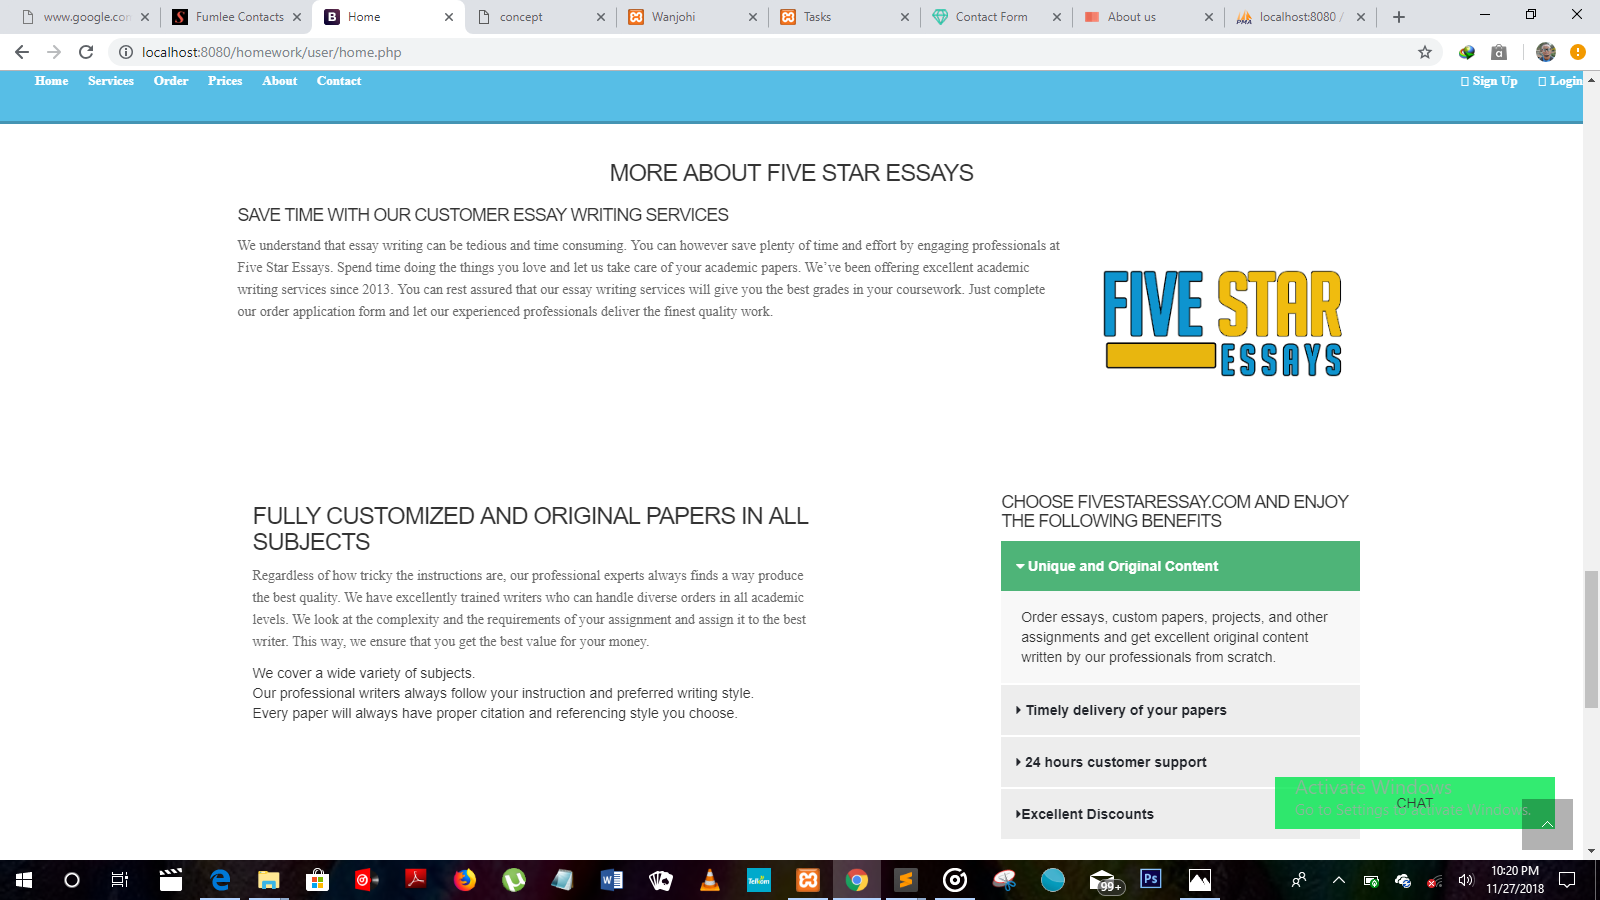 www.google.con
Fumlee Contacts
Home
concept
Wanjohi
Tasks
Contact Form
About us
localhost:8080 /
localhost:8080/homework/user/home.php
Home Services Order Prices About Contact
Sign Up Login
MORE ABOUT FIVE STAR ESSAYS
SAVE TIME WITH OUR CUSTOMER ESSAY WRITING SERVICES
We understand that essay writing can be tedious and time consuming. You can however save plenty of time and effort by engaging professionals at
Five Star Essays. Spend time doing the things you love and let us take care of your academic papers. We’ve been offering excellent academic
writing services since 2013. You can rest assured that our essay writing services will give you the best grades in your coursework. Just complete
our order application form and let our experienced professionals deliver the finest quality work.
FIVE STAR
ESSAYS
FULLY CUSTOMIZED AND ORIGINAL PAPERS IN ALL
SUBJECTS
Regardless of how tricky the instructions are, our professional experts always finds a way produce
the best quality. We have excellently trained writers who can handle diverse orders in all academic
levels. We look at the complexity and the requirements of your assignment and assign it to the best
writer. This way, we ensure that you get the best value for your money.
We cover a wide variety of subjects.
Our professional writers always follow your instruction and preferred writing style.
Every paper will always have proper citation and referencing style you choose.
CHOOSE FIVESTARESSAY.COM AND ENJOY
THE FOLLOWING BENEFITS
Unique and Original Content
Order essays, custom papers, projects, and other
assignments and get excellent original content
written by our professionals from scratch.
Timely delivery of your papers
24 hours customer support
Excellent Discounts
Activate Windows
CHAT
Go to Settings to activate Windows.
Telkom
99+
Ps
10:20 PM
11/27/2018